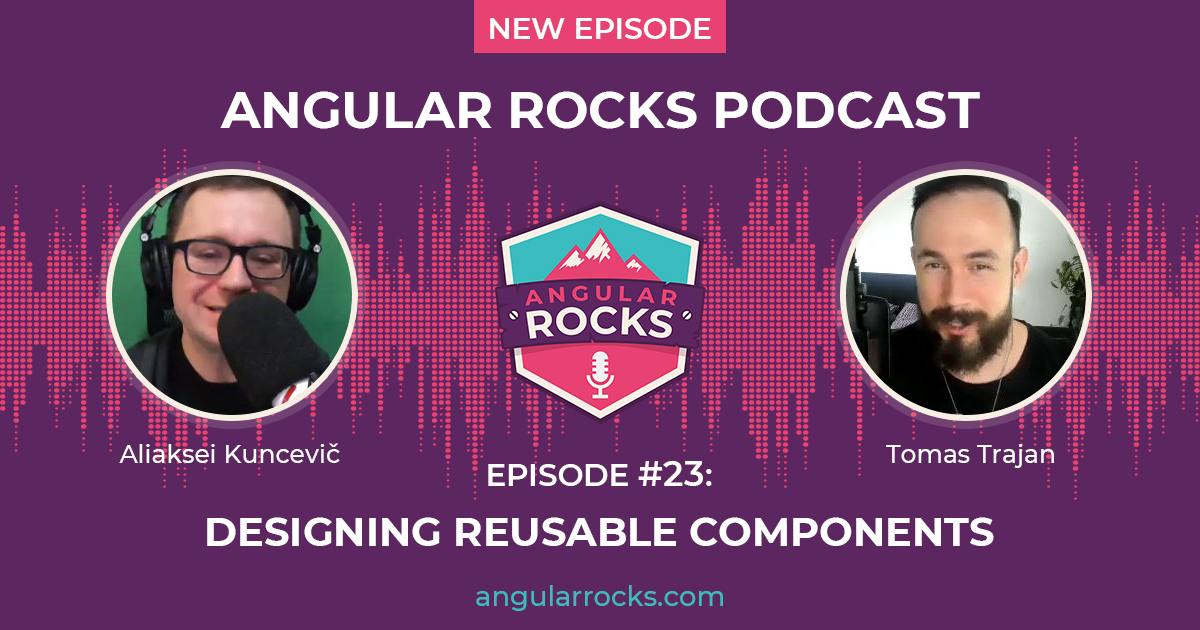 NEW EPISODE
ANGULAR ROCKS PODCAST
ANGULAR
ROCKS
Aliaksei Kuncevič
Tomas Trajan
EPISODE #23:
DESIGNING REUSABLE COMPONENTS
angularrocks.com